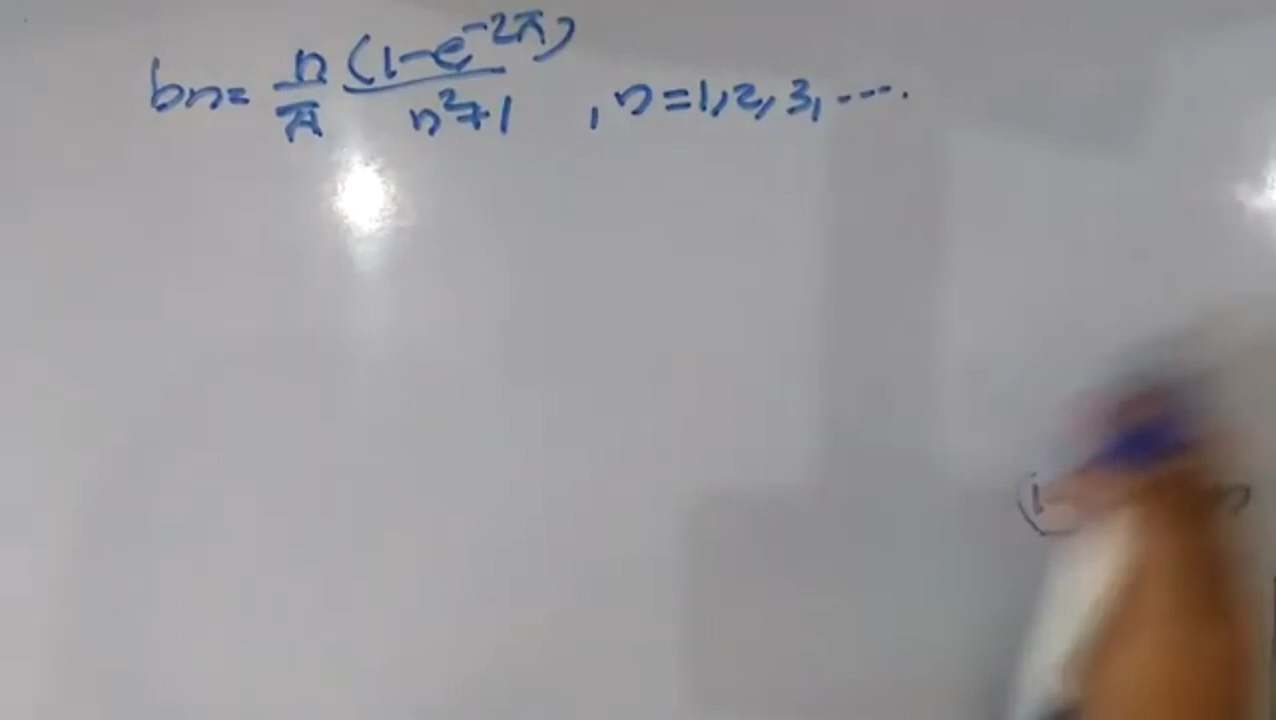 bn= n/π (1-e^-2π)/n²+1 , n=1,2,3,....